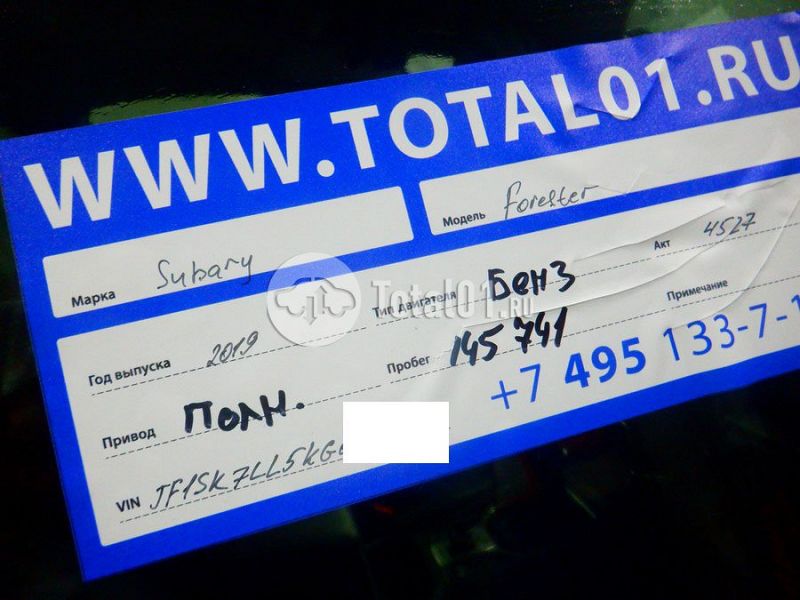 WWW.TOTAL01.RU
Марка Subary Модель forester
Год выпуска 2019 Тип двигателя Бенз Акт 4527
Привод Полн. Пробег 145 741 Примечание
VIN JF1SK7LL5KG +7 495 133-7-1
Total01.RU